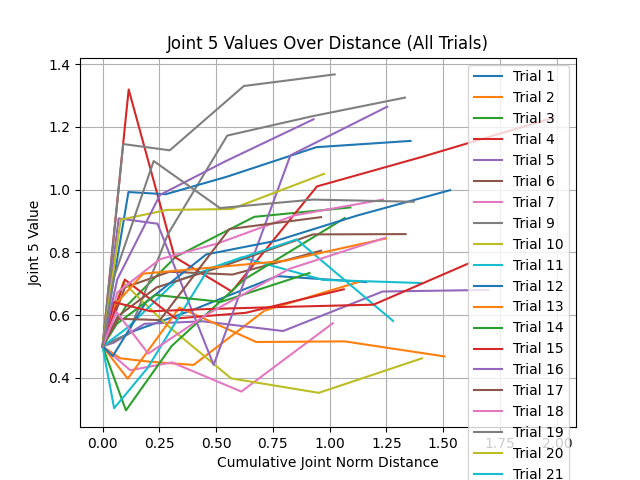 Joint 5 Values Over Distance (All Trials)
1.4
1.2
1.0
0.8
0.6
0.4
Joint 5 Value
0.00
0.25
0.50
0.75
1.00
1.25
1.50
1.75
2.00
Cumulative Joint Norm Distance
Trial 1
Trial 2
Trial 3
Trial 4
Trial 5
Trial 6
Trial 7
Trial 9
Trial 10
Trial 11
Trial 12
Trial 13
Trial 14
Trial 15
Trial 16
Trial 17
Trial 18
Trial 19
Trial 20
Trial 21